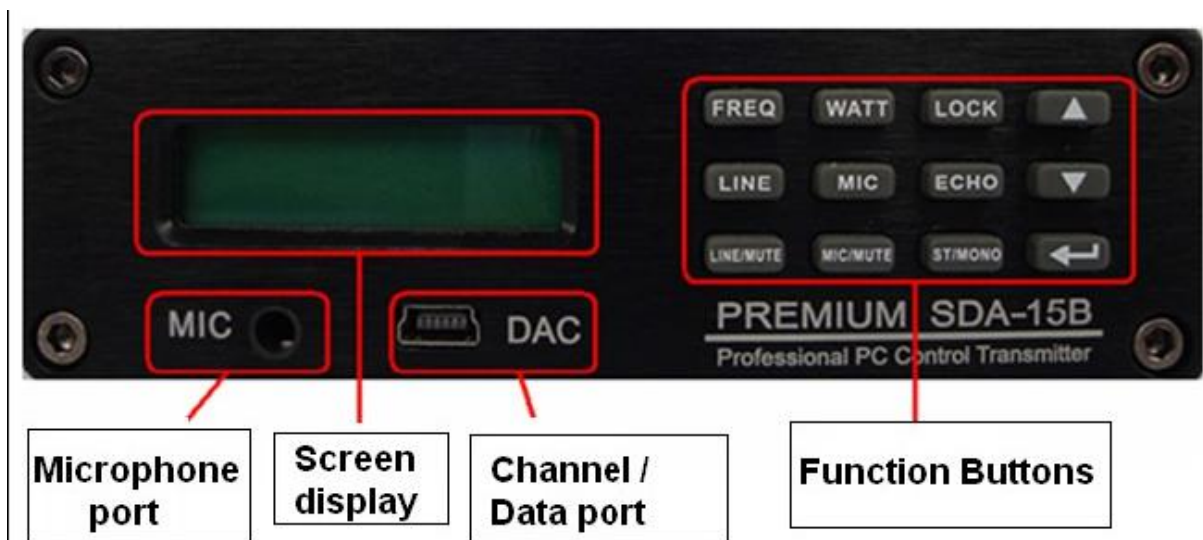 FREQ WATT LOCK ▲
LINE MIC ECHO ▼
LINE/MUTE MIC/MUTE ST/MONO
MIC DAC
PREMIUM SDA-15B
Professional PC Control Transmitter
Microphone
port
Screen
display
Channel /
Data port
Function Buttons